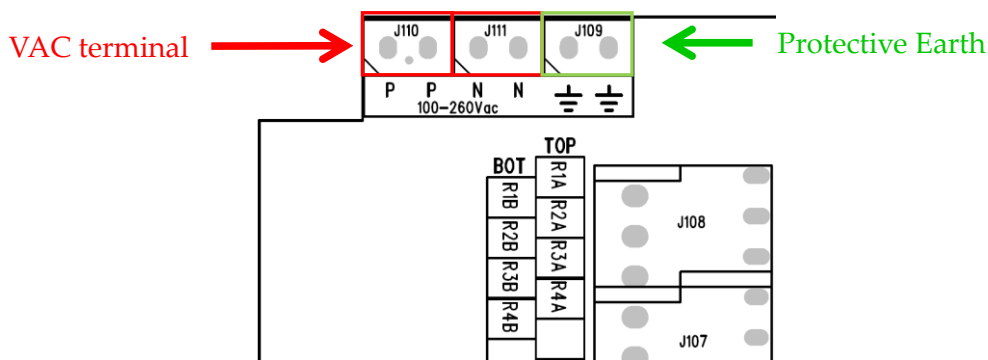 VAC terminal
J110 J111 J109
Protective Earth
P P N N
100-260Vac
TOP
BOT
R1A
R1B
R2A
R2B
R3A
R3B
R4A
R4B
J108
J107